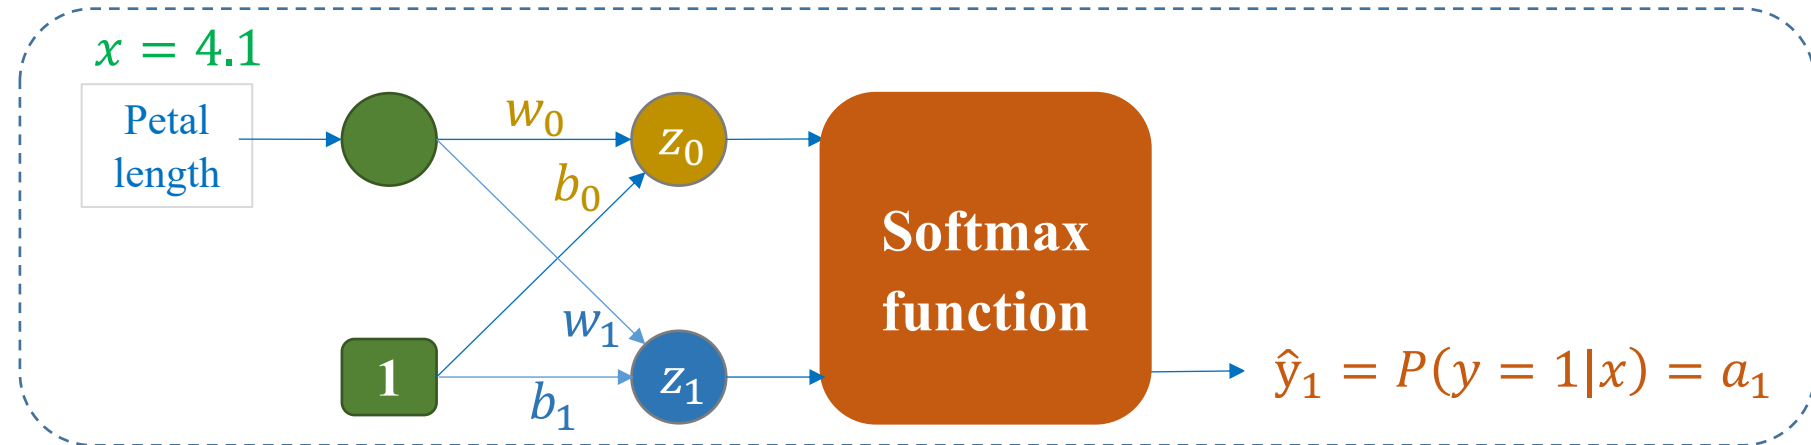 x = 4.1
Petal
length
w₀
z₀
b₀
Softmax
function
w₁
1
z₁
b₁
ŷ₁ = P(y = 1|x) = a₁